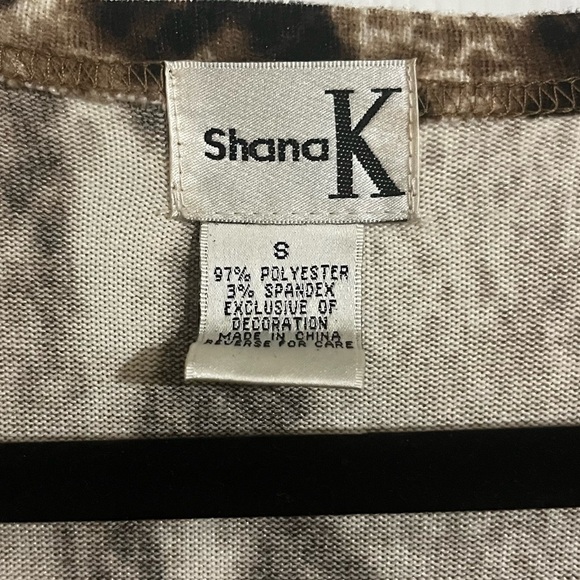 Shana K
S
97% POLYESTER
3% SPANDEX
EXCLUSIVE OF
DECORATION
MADE IN CHINA
REVERSE FOR CARE